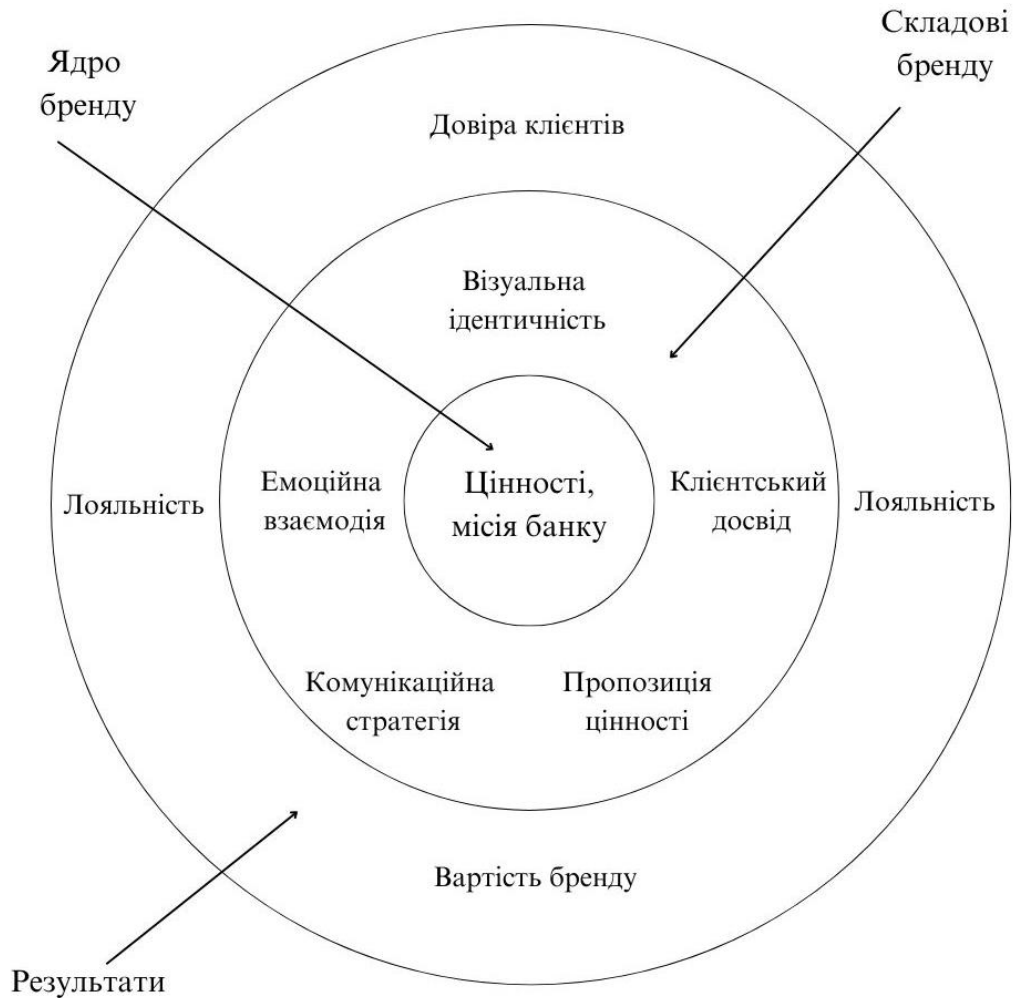 Ядро
бренду
Складові
бренду
Довіра клієнтів
Візуальна
ідентичність
Лояльність
Емоційна
взаємодія
Цінності,
місія банку
Клієнтський
досвід
Лояльність
Комунікаційна
стратегія
Пропозиція
цінності
Вартість бренду
Результати